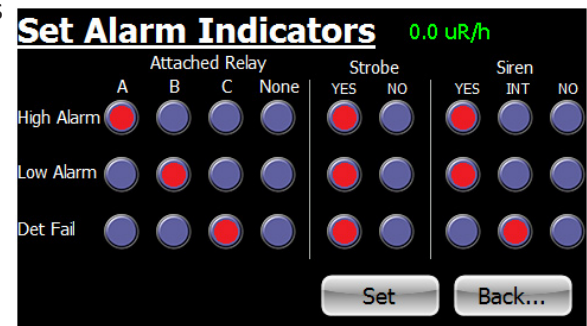 s
Set Alarm Indicators 0.0 uR/h
Attached Relay Strobe Siren
A B C None YES NO YES INT NO
High Alarm
Low Alarm
Det Fail
Set Back...